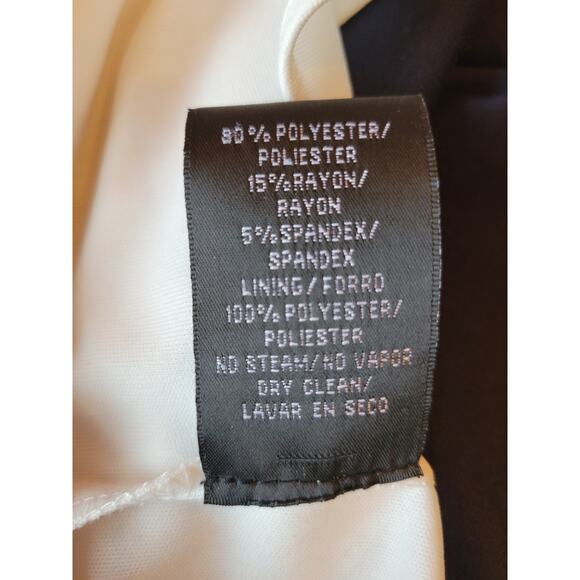 80% POLYESTER/
POLIESTER
15%RAYON/
RAYON
5%SPANDEX/
SPANDEX
LINING/FORRO
100%POLYESTER/
POLIESTER
NO STEAM/NO VAPOR
DRY CLEAN/
LAVAR EN SECO